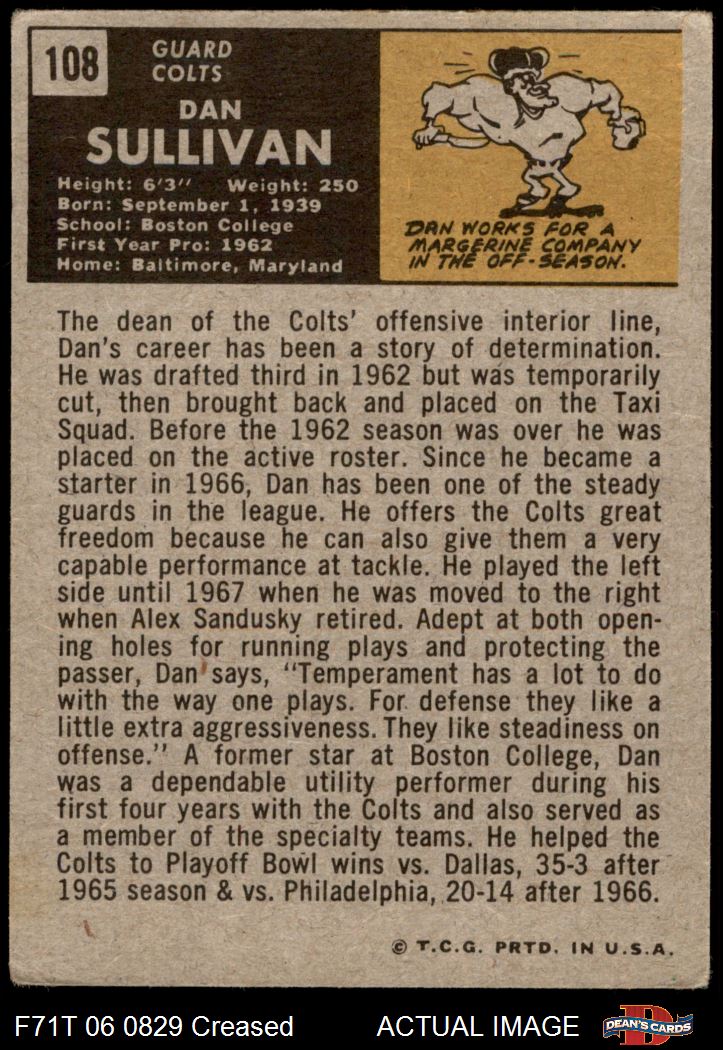 108
GUARD
COLTS
DAN
SULLIVAN
Height: 6'3" Weight: 250
Born: September 1, 1939
School: Boston College
First Year Pro: 1962
Home: Baltimore, Maryland
DAN WORKS FOR A
MARGERINE COMPANY
IN THE OFF-SEASON.
The dean of the Colts' offensive interior line,
Dan's career has been a story of determination.
He was drafted third in 1962 but was temporarily
cut, then brought back and placed on the Taxi
Squad. Before the 1962 season was over he was
placed on the active roster. Since he became a
starter in 1966, Dan has been one of the steady
guards in the league. He offers the Colts great
freedom because he can also give them a very
capable performance at tackle. He played the left
side until 1967 when he was moved to the right
when Alex Sandusky retired. Adept at both open-
ing holes for running plays and protecting the
passer, Dan says, "Temperament has a lot to do
with the way one plays. For defense they like a
little extra aggressiveness. They like steadiness on
offense." A former star at Boston College, Dan
was a dependable utility performer during his
first four years with the Colts and also served as
a member of the specialty teams. He helped the
Colts to Playoff Bowl wins vs. Dallas, 35-3 after
1965 season & vs. Philadelphia, 20-14 after 1966.
© T.C.G. PRTD. IN U.S.A.
F71T 06 0829 Creased ACTUAL IMAGE D DEAN'S CARDS